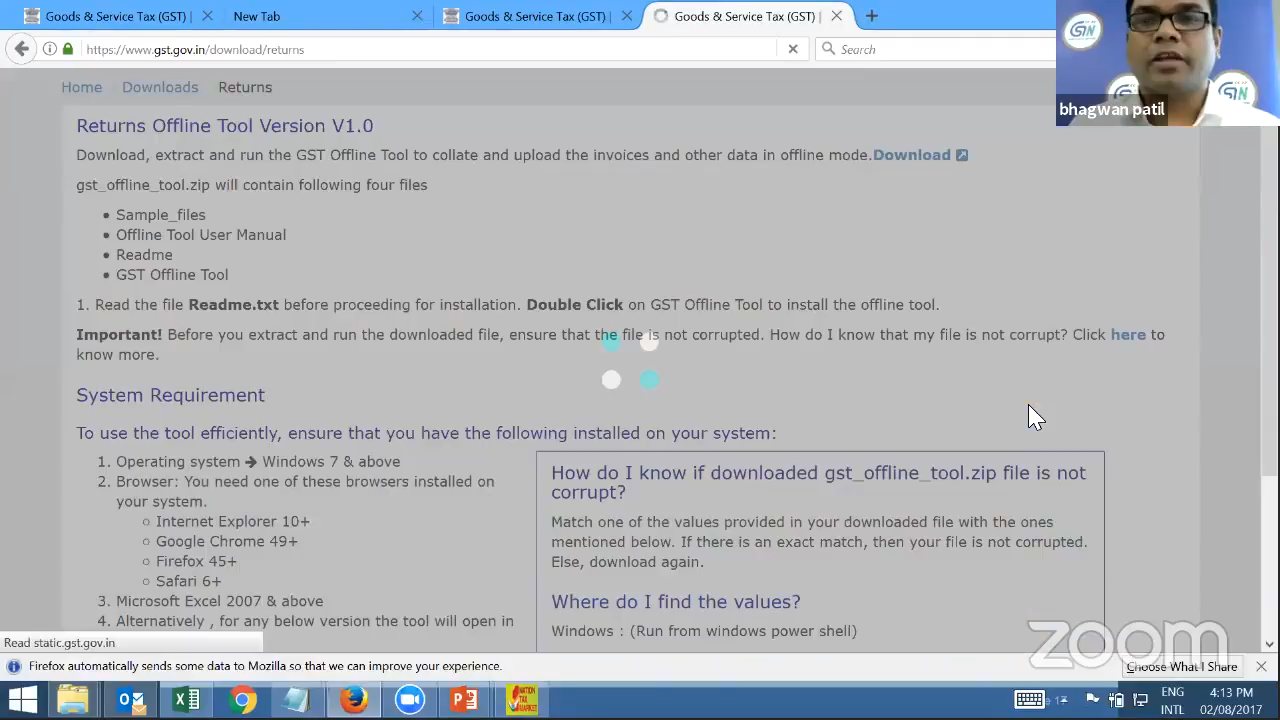 Goods & Service Tax (GST) |
New Tab
Goods & Service Tax (GST) |
Goods & Service Tax (GST) |
https://www.gst.gov.in/download/returns
Search
bhagwan patil
Home Downloads Returns
Returns Offline Tool Version V1.0
Download, extract and run the GST Offline Tool to collate and upload the invoices and other data in offline mode.Download
gst_offline_tool.zip will contain following four files
Sample_files
Offline Tool User Manual
Readme
GST Offline Tool
1. Read the file Readme.txt before proceeding for installation. Double Click on GST Offline Tool to install the offline tool.
Important! Before you extract and run the downloaded file, ensure that the file is not corrupted. How do I know that my file is not corrupt? Click here to
know more.
System Requirement
To use the tool efficiently, ensure that you have the following installed on your system:
1. Operating system → Windows 7 & above
2. Browser: You need one of these browsers installed on
your system.
Internet Explorer 10+
Google Chrome 49+
Firefox 45+
Safari 6+
3. Microsoft Excel 2007 & above
4. Alternatively , for any below version the tool will open in
How do I know if downloaded gst_offline_tool.zip file is not
corrupt?
Match one of the values provided in your downloaded file with the ones
mentioned below. If there is an exact match, then your file is not corrupted.
Else, download again.
Where do I find the values?
Windows : (Run from windows power shell)
Read static.gst.gov.in
zoom
Firefox automatically sends some data to Mozilla so that we can improve your experience.
Choose What I Share
NATION
TAX
MARKET
ENG
INTL
4:13 PM
02/08/2017